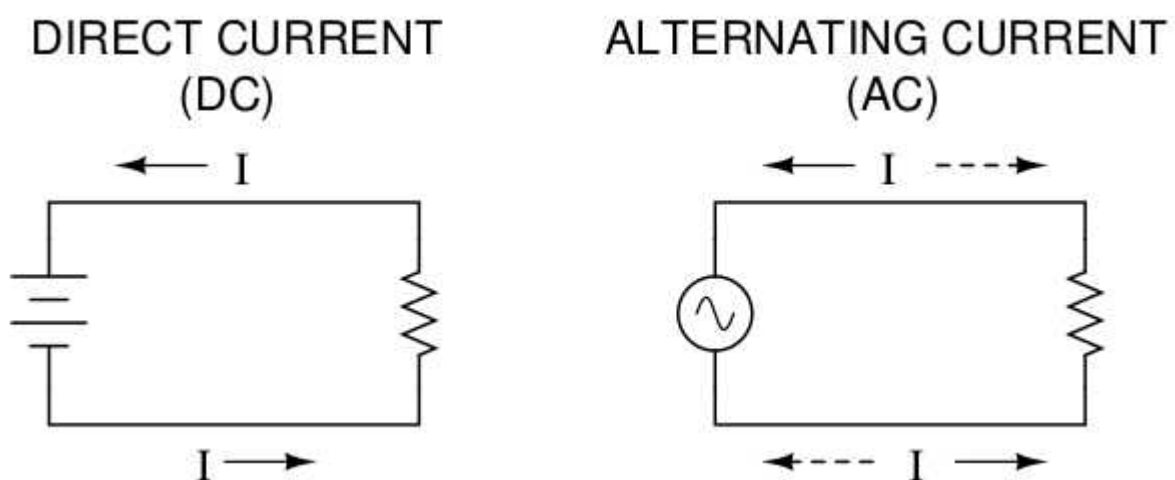 DIRECT CURRENT
(DC)
I
I
ALTERNATING CURRENT
(AC)
I
I